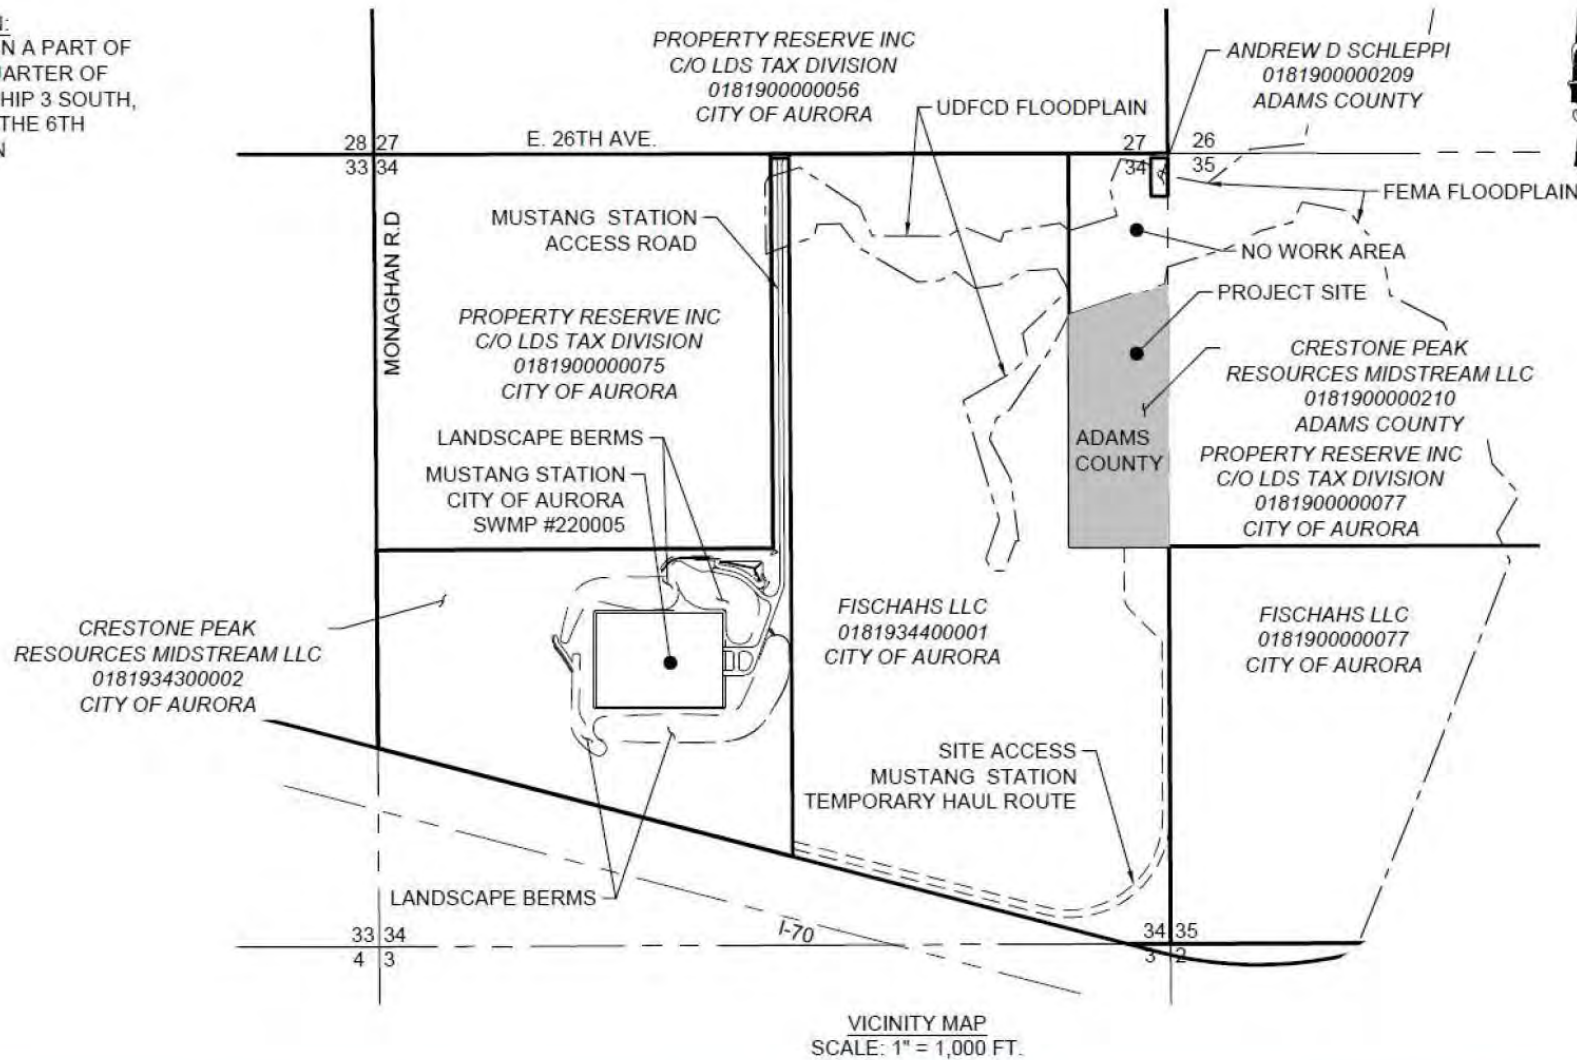 N A PART OF
HIP 3 SOUTH,
THE 6TH
PROPERTY RESERVE INC
C/O LDS TAX DIVISION
0181900000056
CITY OF AURORA
ANDREW D SCHLEPPI
0181900000209
ADAMS COUNTY
UDFCD FLOODPLAIN
28 27
33 34
E. 26TH AVE.
27 26
34 35
FEMA FLOODPLAIN
MONAGHAN R.D
MUSTANG STATION
ACCESS ROAD
NO WORK AREA
PROJECT SITE
PROPERTY RESERVE INC
C/O LDS TAX DIVISION
0181900000075
CITY OF AURORA
CRESTONE PEAK
RESOURCES MIDSTREAM LLC
0181900000210
ADAMS COUNTY
LANDSCAPE BERMS
MUSTANG STATION
CITY OF AURORA
SWMP #220005
ADAMS
COUNTY
PROPERTY RESERVE INC
C/O LDS TAX DIVISION
0181900000077
CITY OF AURORA
CRESTONE PEAK
RESOURCES MIDSTREAM LLC
0181934300002
CITY OF AURORA
FISCHAHS LLC
0181934400001
CITY OF AURORA
FISCHAHS LLC
0181900000077
CITY OF AURORA
SITE ACCESS
MUSTANG STATION
TEMPORARY HAUL ROUTE
LANDSCAPE BERMS
I-70
33 34
4 3
34 35
3 2
VICINITY MAP
SCALE: 1" = 1,000 FT.